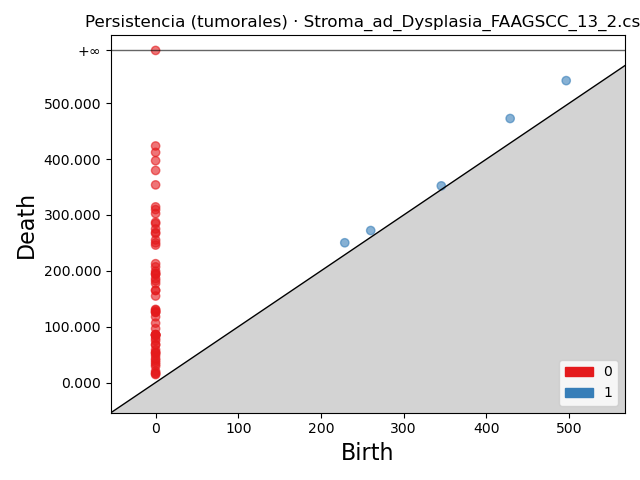 Persistencia (tumorales) · Stroma_ad_Dysplasia_FAAGSCC_13_2.cs
+∞
500.000
400.000
300.000
200.000
100.000
0.000
Death
0
1
0 100 200 300 400 500
Birth